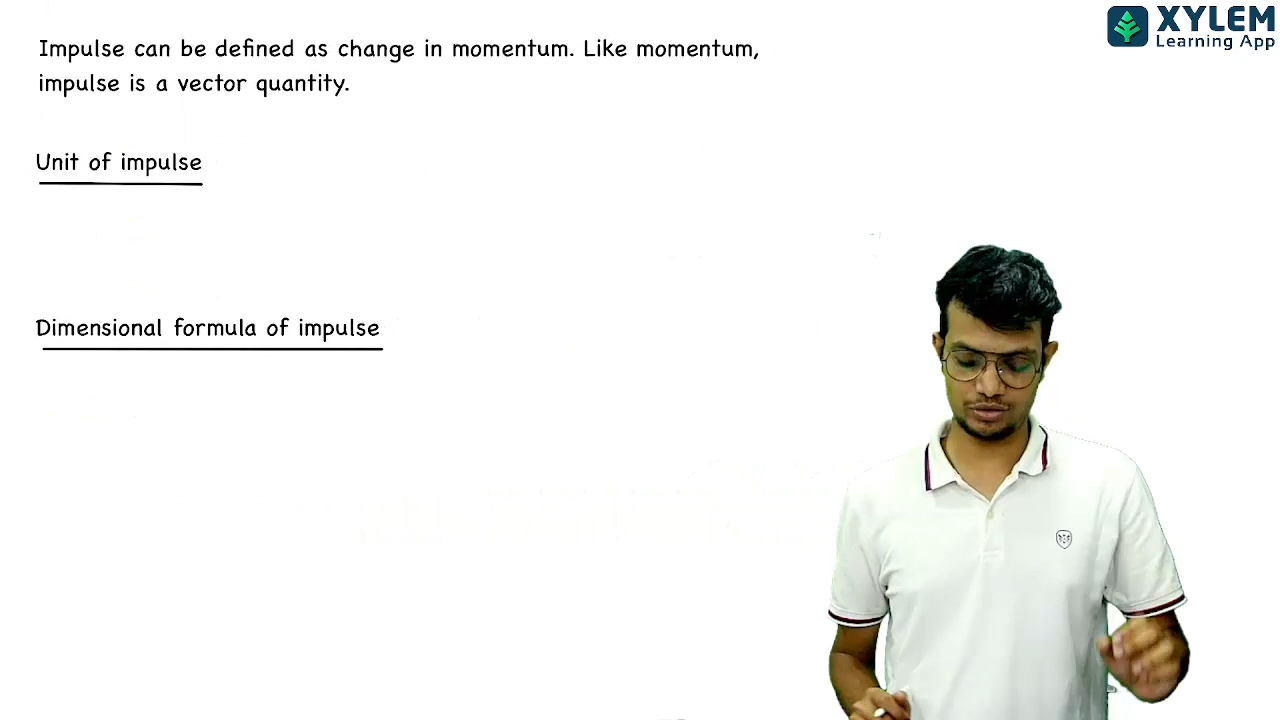 XYLEM
Learning App
Impulse can be defined as change in momentum. Like momentum,
impulse is a vector quantity.
Unit of impulse
Dimensional formula of impulse